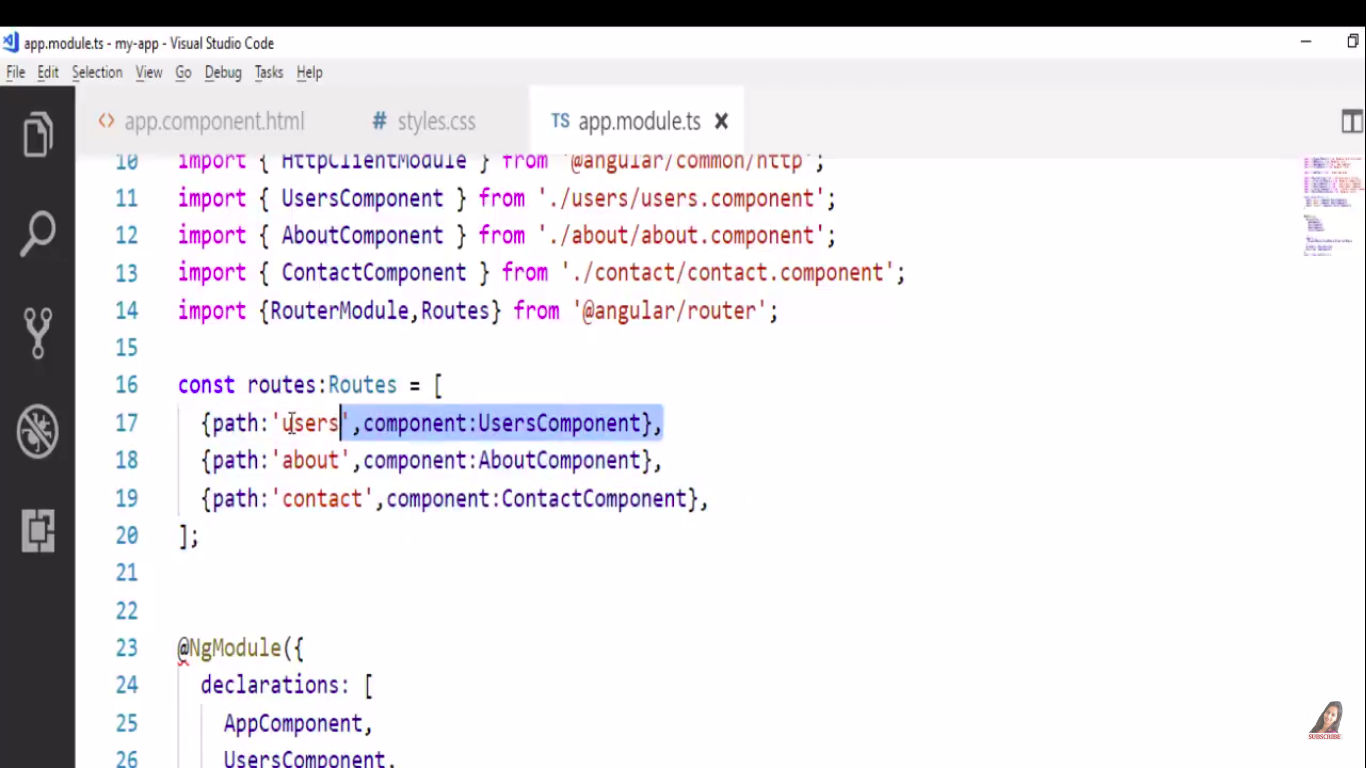 app.module.ts - my-app - Visual Studio Code
File Edit Selection View Go Debug Tasks Help
<> app.component.html # styles.css TS app.module.ts ×
10 import { HttpClientModule } from '@angular/common/http';
11 import { UsersComponent } from './users/users.component';
12 import { AboutComponent } from './about/about.component';
13 import { ContactComponent } from './contact/contact.component';
14 import {RouterModule,Routes} from '@angular/router';
15
16 const routes:Routes = [
17 {path:'users',component:UsersComponent},
18 {path:'about',component:AboutComponent},
19 {path:'contact',component:ContactComponent},
20 ];
21
22
23 @NgModule({
24 declarations: [
25 AppComponent,
26 UsersComponent,
SUBSCRIBE